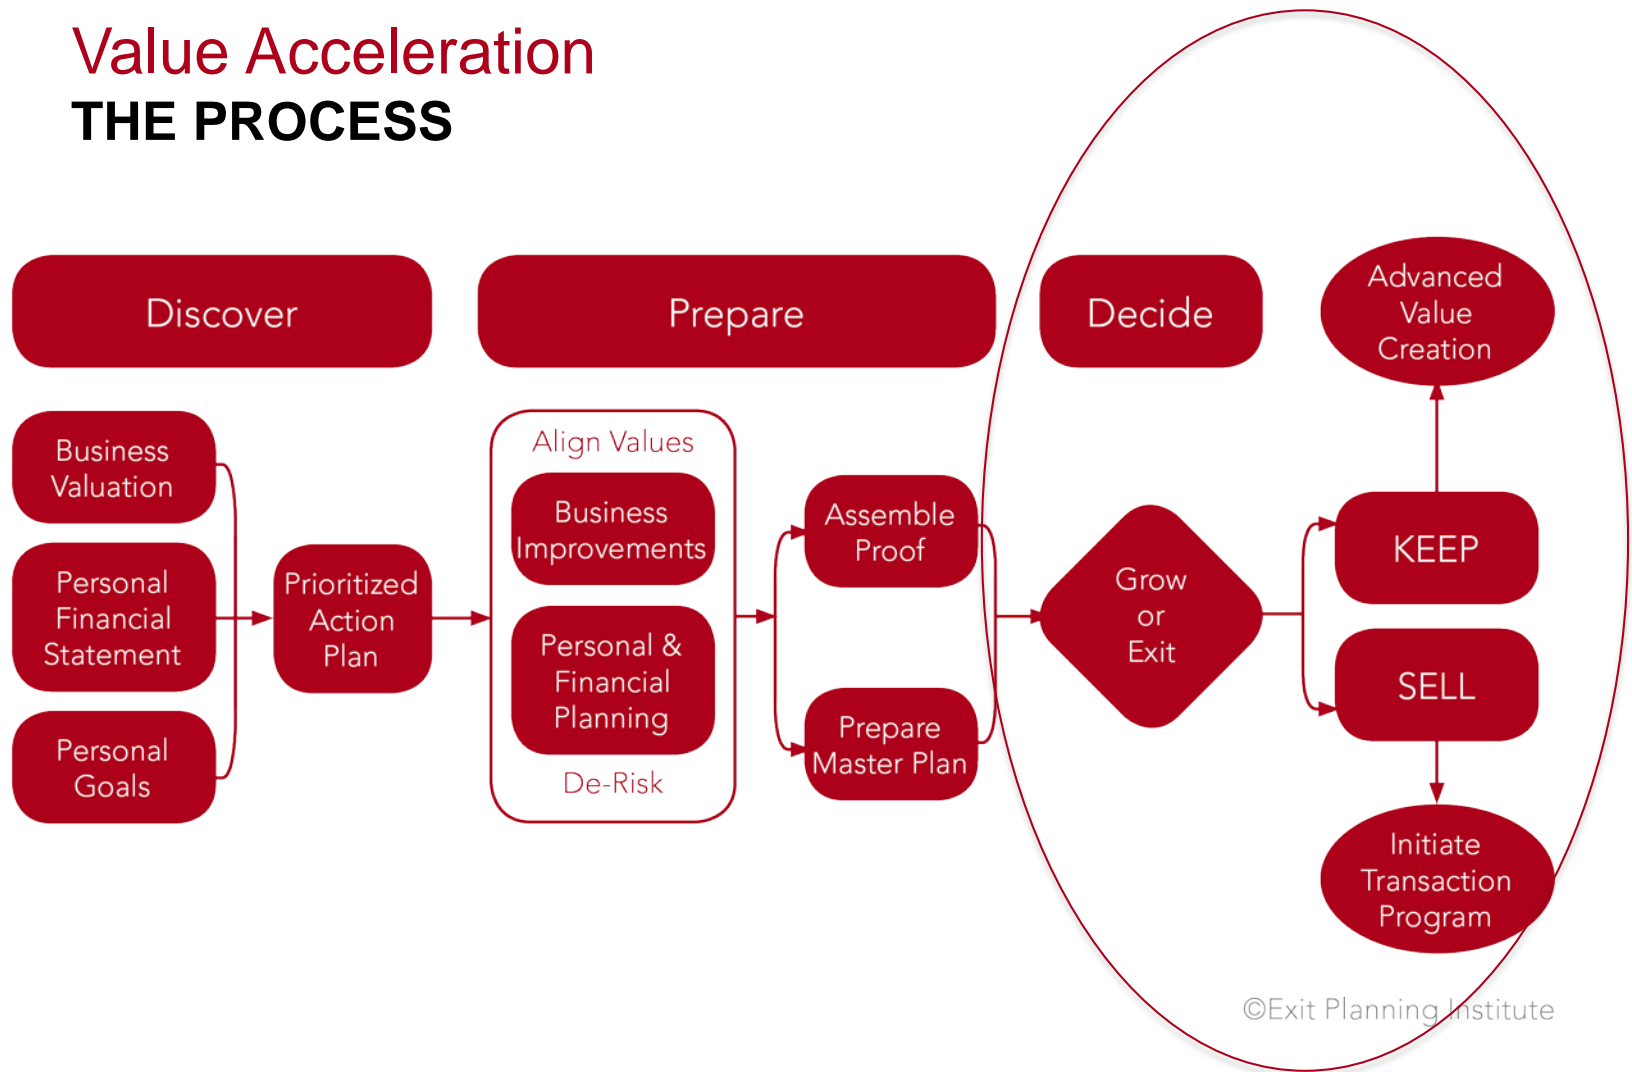 Value Acceleration
THE PROCESS
Discover
Prepare
Decide
Advanced
Value
Creation
Business
Valuation
Personal
Financial
Statement
Personal
Goals
Prioritized
Action
Plan
Align Values
Business
Improvements
Personal &
Financial
Planning
De-Risk
Assemble
Proof
Prepare
Master Plan
Grow
or
Exit
KEEP
SELL
Initiate
Transaction
Program
©Exit Planning Institute